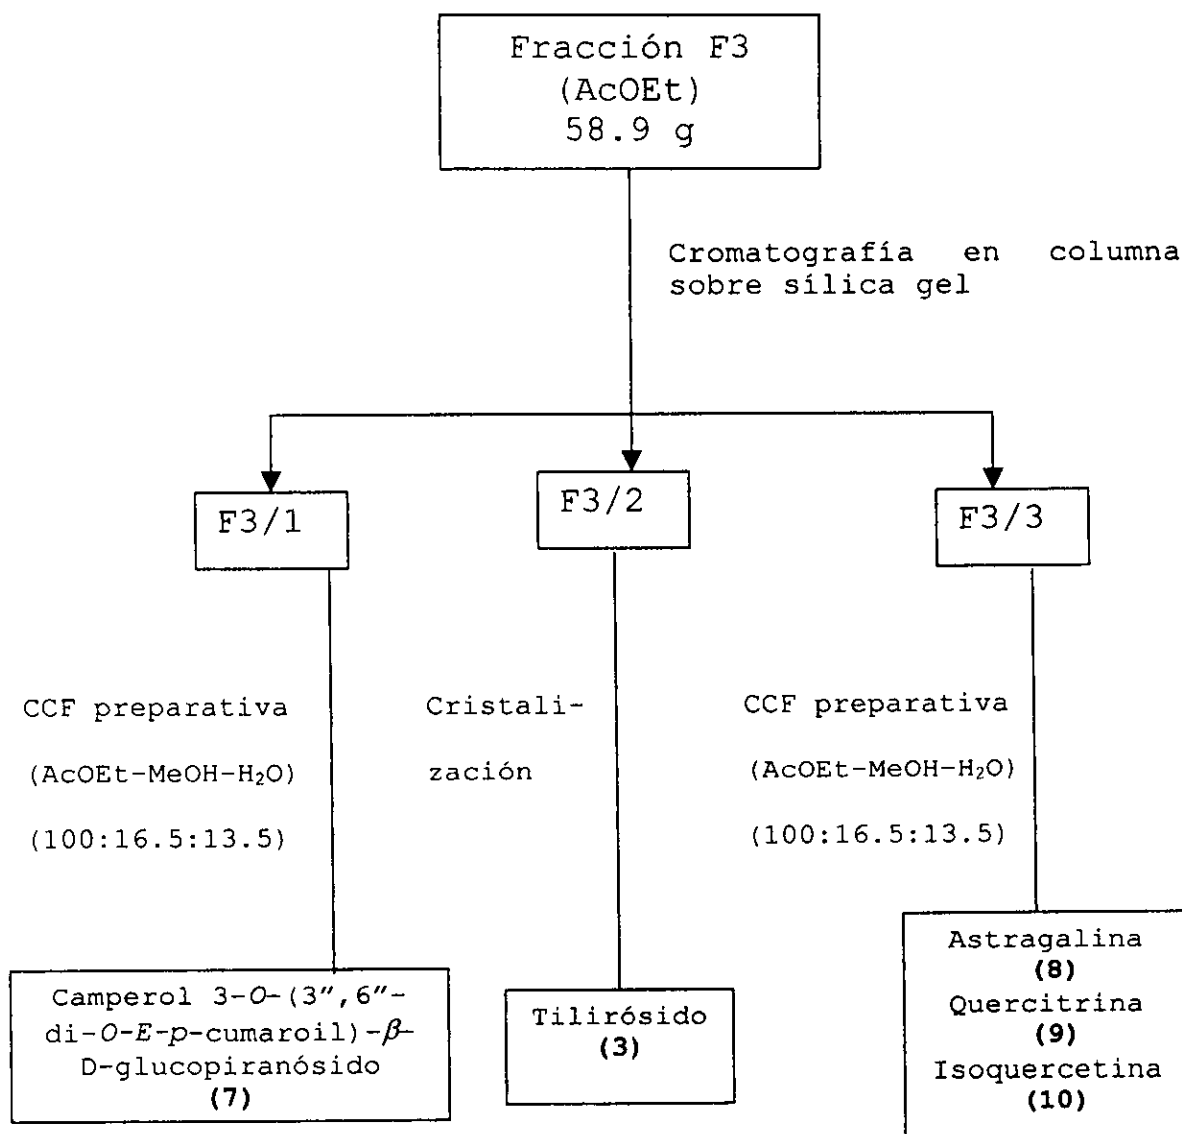 Fracción F3
(AcOEt)
58.9 g
Cromatografía en columna
sobre sílica gel
F3/1
F3/2
F3/3
CCF preparativa
(AcOEt-MeOH-H₂O)
(100:16.5:13.5)
Cristali-
zación
CCF preparativa
(AcOEt-MeOH-H₂O)
(100:16.5:13.5)
Camperol 3-O-(3″,6″-
di-O-E-p-cumaroil)-β-
D-glucopiranósido
(7)
Tilirósido
(3)
Astragalina
(8)
Quercitrina
(9)
Isoquercetina
(10)